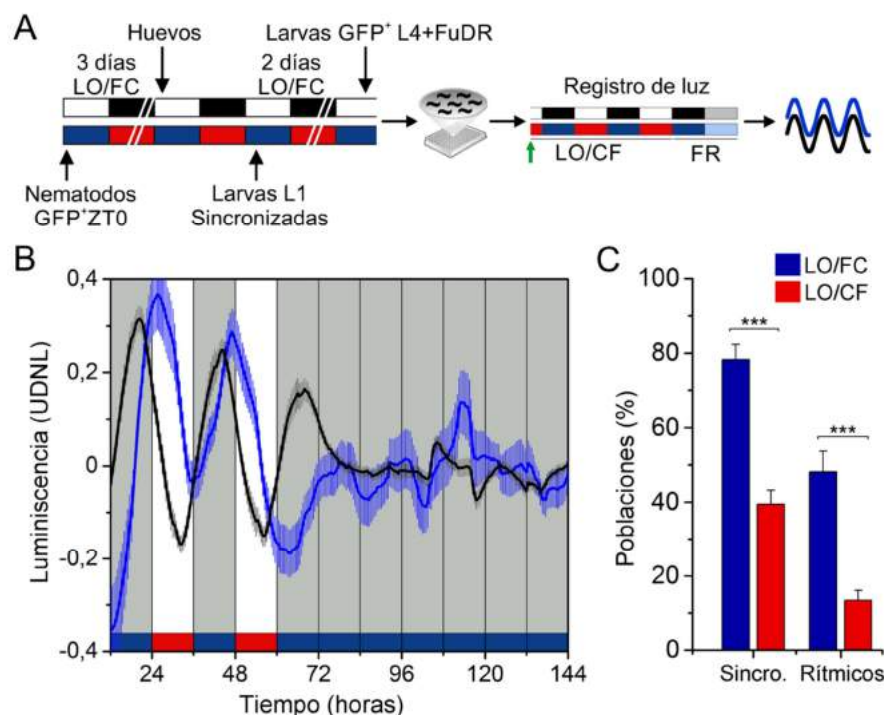 A
Huevos
Larvas GFP⁺ L4+FuDR
3 días
LO/FC
2 días
LO/FC
Registro de luz
LO/CF
FR
Nematodos
GFP⁺ZT0
Larvas L1
Sincronizadas
B
Luminiscencia (UDNL)
0,4
0,2
0
-0,2
-0,4
24
48
72
96
120
144
Tiempo (horas)
C
LO/FC
LO/CF
Poblaciones (%)
100
80
60
40
20
0
***
***
Sincro.
Rítmicos